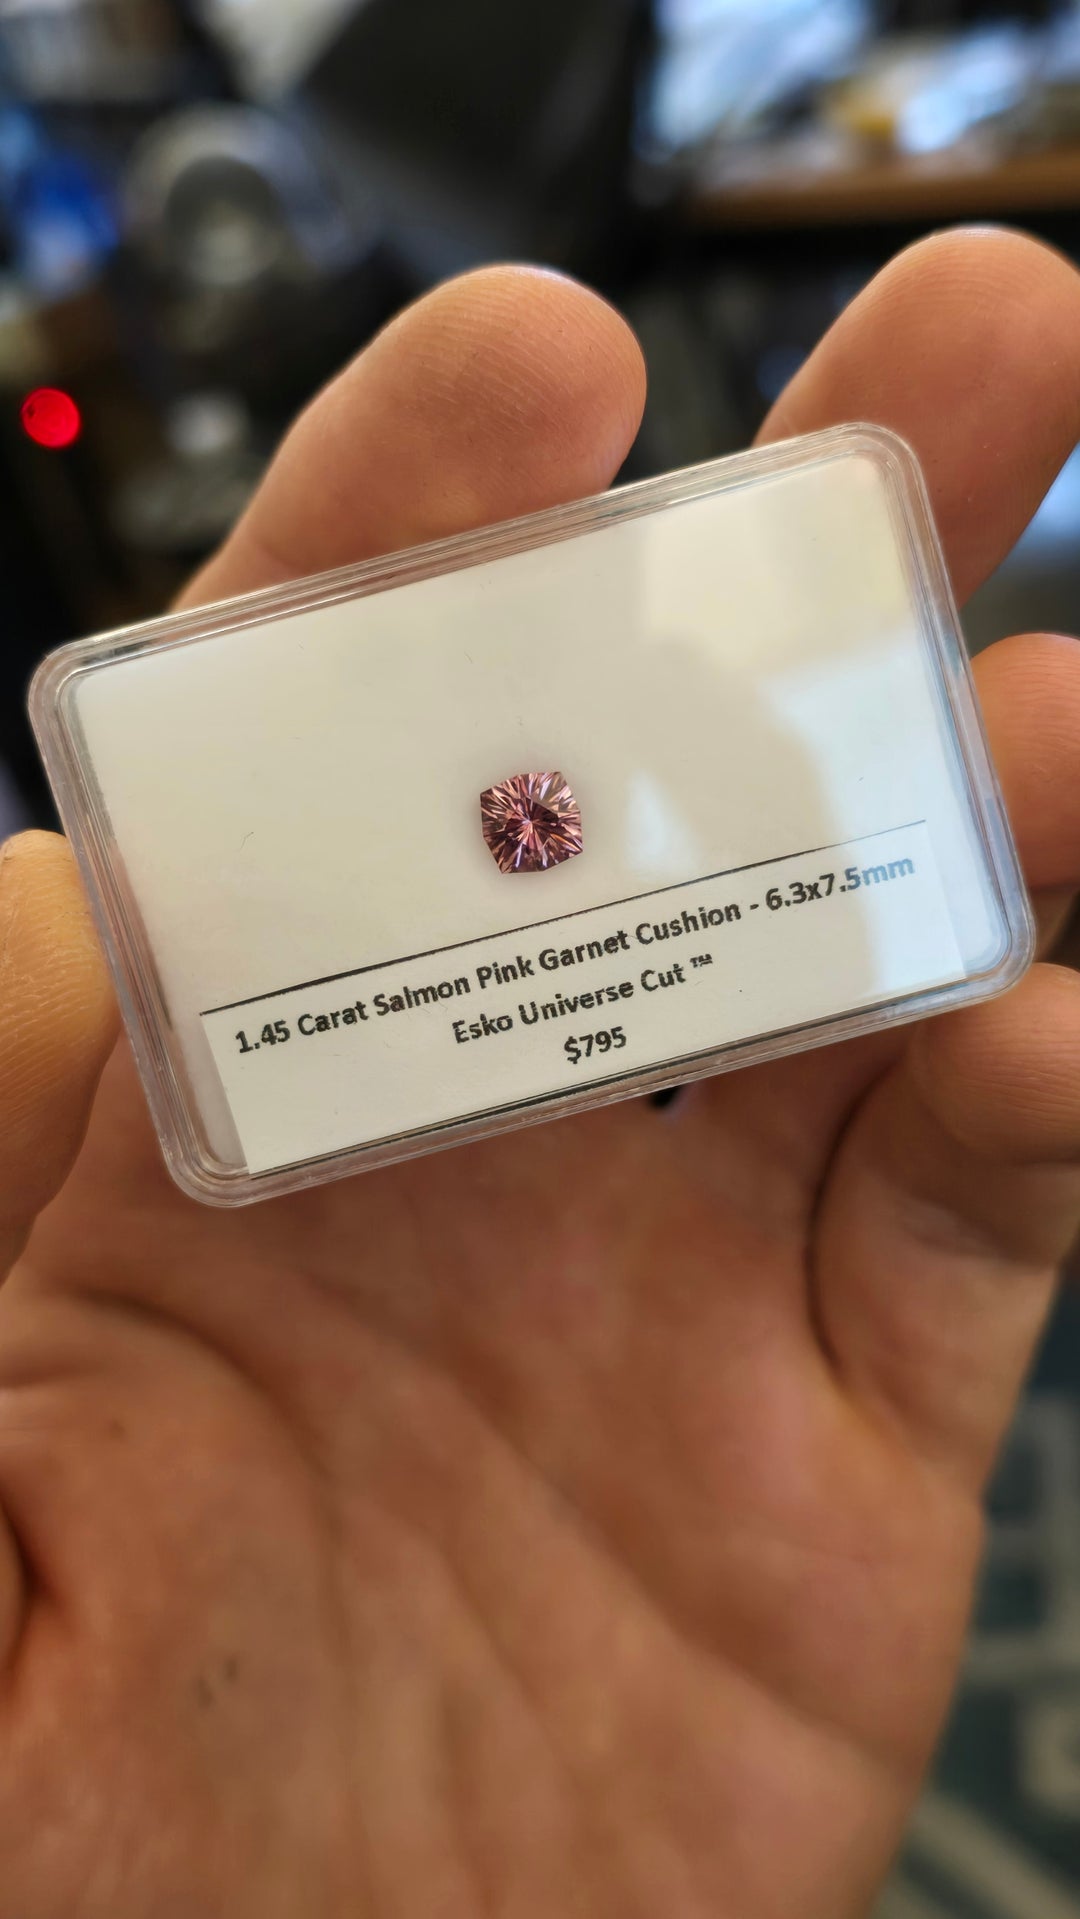 1.45 Carat Salmon Pink Garnet Cushion - 6.3x7.5mm
Esko Universe Cut ™
$795